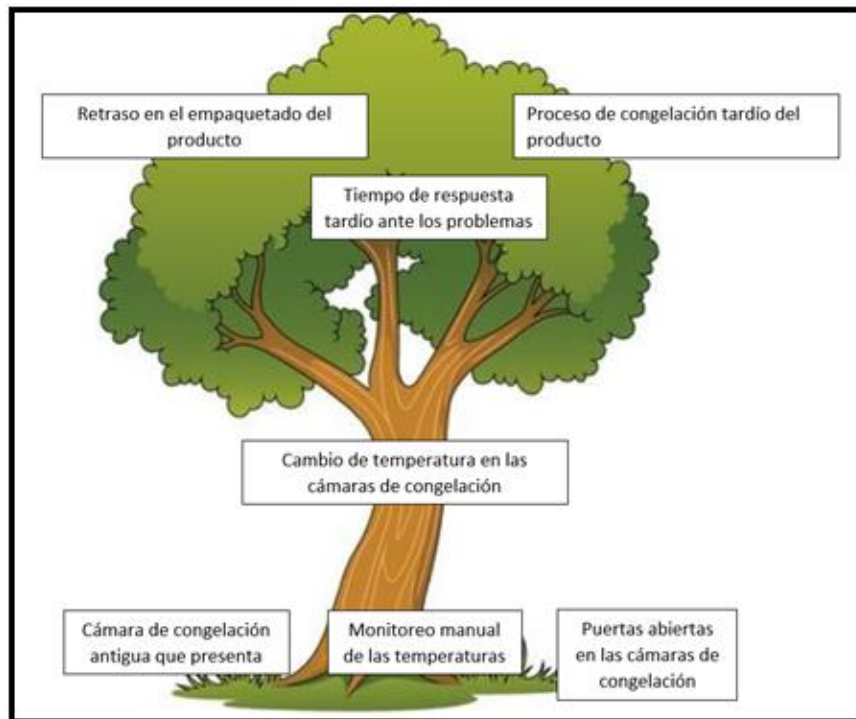 Retraso en el empaquetado del
producto
Proceso de congelación tardío del
producto
Tiempo de respuesta
tardío ante los problemas
Cambio de temperatura en las
cámaras de congelación
Cámara de congelación
antigua que presenta
Monitoreo manual
de las temperaturas
Puertas abiertas
en las cámaras de
congelación